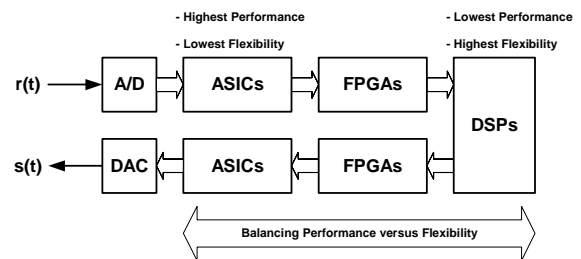 - Highest Performance
- Lowest Flexibility
- Lowest Performance
- Highest Flexibility
r(t)
A/D
ASICs
FPGAs
DSPs
s(t)
DAC
ASICs
FPGAs
Balancing Performance versus Flexibility